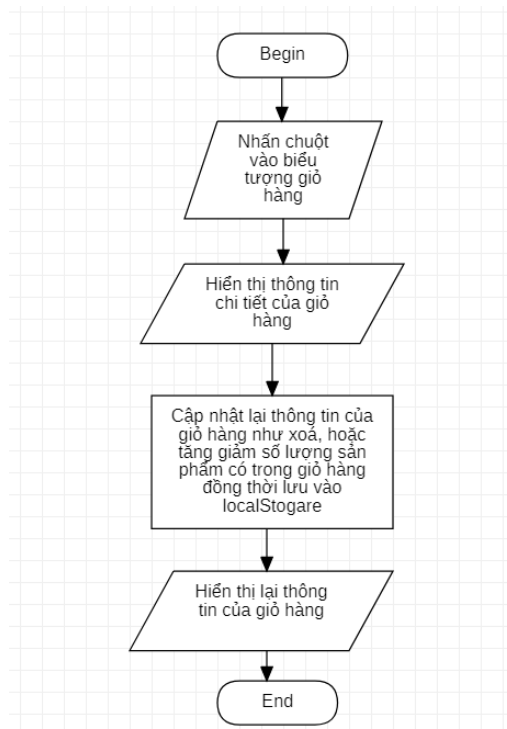 Begin
Nhấn chuột
vào biểu
tượng giỏ
hàng
Hiển thị thông tin
chi tiết của giỏ
hàng
Cập nhật lại thông tin của
giỏ hàng như xoá, hoặc
tăng giảm số lượng sản
phẩm có trong giỏ hàng
đồng thời lưu vào
localStogare
Hiển thị lại thông
tin của giỏ hàng
End